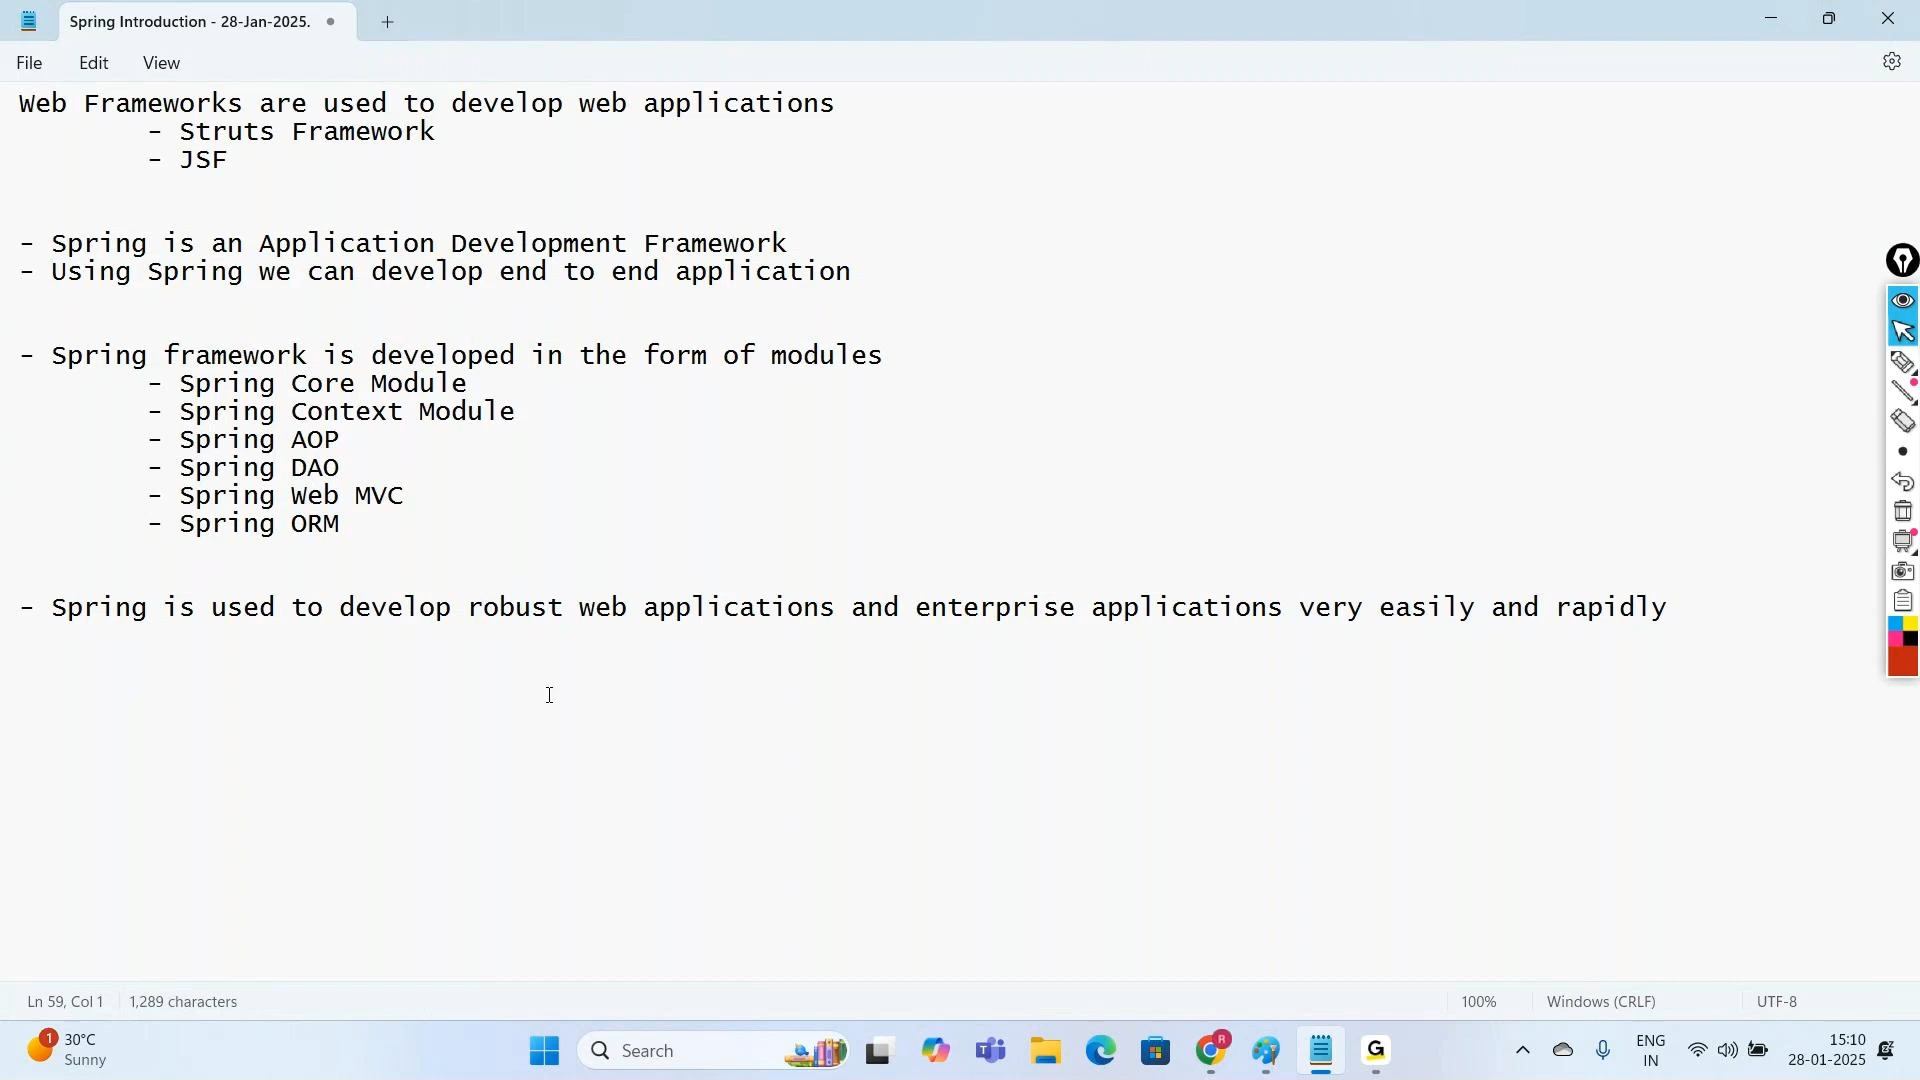 Spring Introduction - 28-Jan-2025.
File Edit View
Web Frameworks are used to develop web applications
- Struts Framework
- JSF
- Spring is an Application Development Framework
- Using Spring we can develop end to end application
- Spring framework is developed in the form of modules
- Spring Core Module
- Spring Context Module
- Spring AOP
- Spring DAO
- Spring Web MVC
- Spring ORM
- Spring is used to develop robust web applications and enterprise applications very easily and rapidly
Ln 59, Col 1 1,289 characters 100% Windows (CRLF) UTF-8
1 30°C
Sunny
Search
R
G
ENG
IN
15:10
28-01-2025